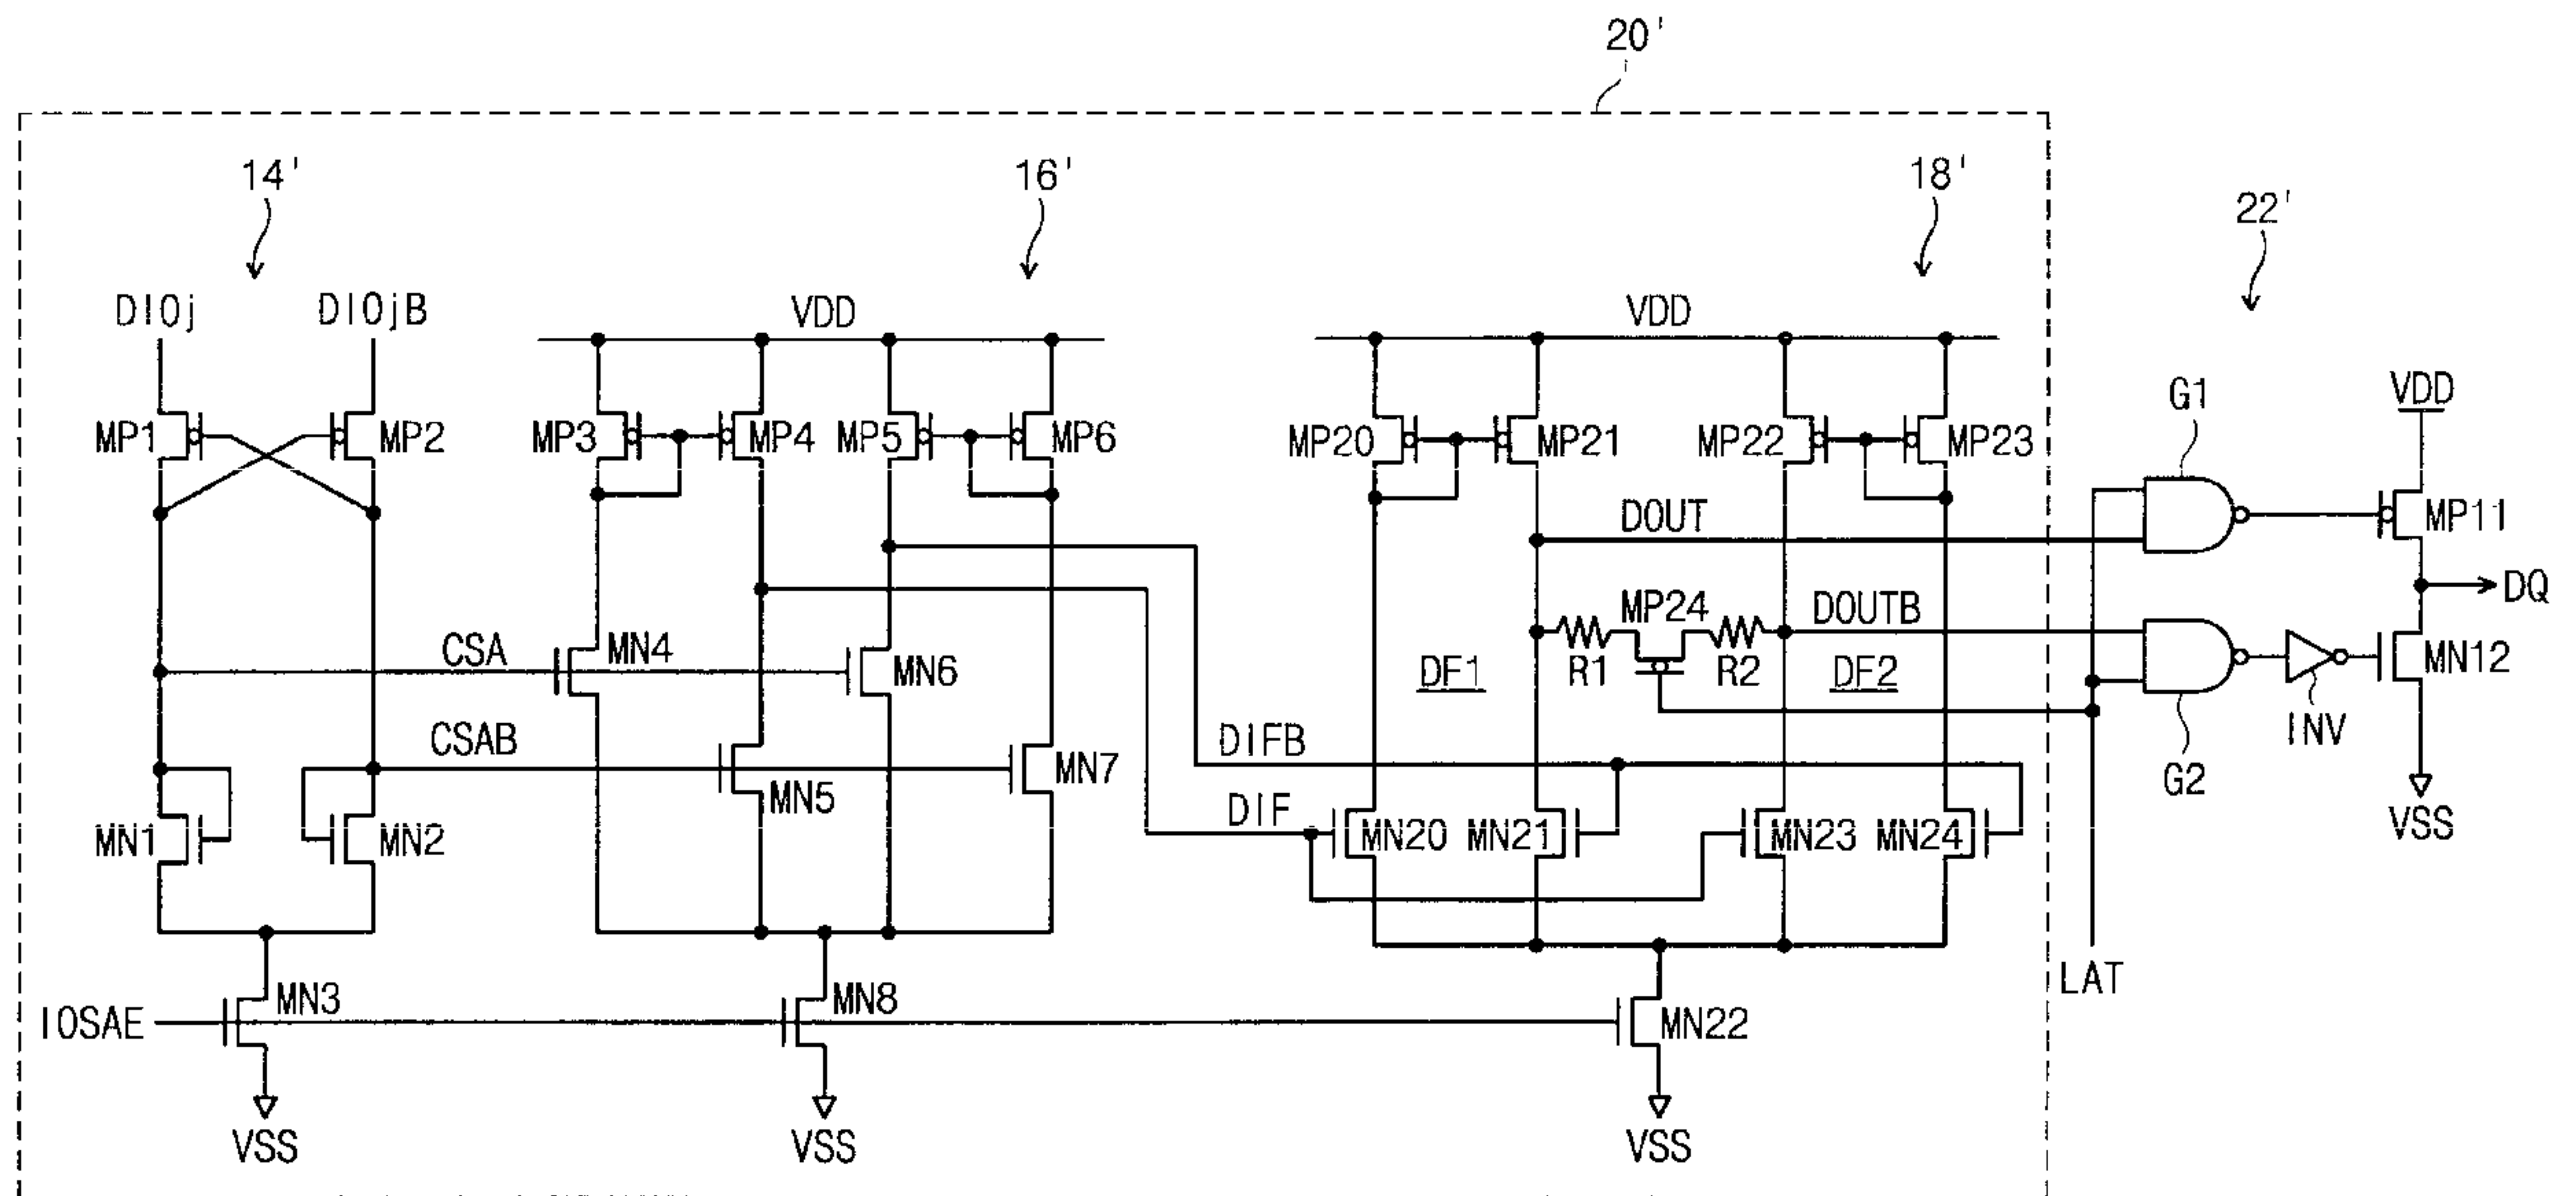 20'
14'
16'
18'
22'
DIOj
DIOjB
VDD
VDD
VDD
G1
MP1
MP2
MP3
MP4
MP5
MP6
MP20
MP21
MP22
MP23
MP11
DOUT
DQ
MP24
DOUTB
CSA
MN4
MN6
DF1
R1
R2
DF2
MN12
INV
CSAB
MN5
MN7
DIFB
G2
DIF
MN1
MN2
MN20
MN21
MN23
MN24
VSS
LAT
IOSAE
MN3
MN8
MN22
VSS
VSS
VSS